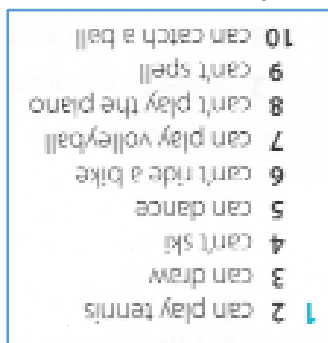 1 2 can play tennis
3 can draw
4 can't ski
5 can dance
6 can't ride a bike
7 can play volleyball
8 can't play the piano
9 can't spell
10 can catch a ball